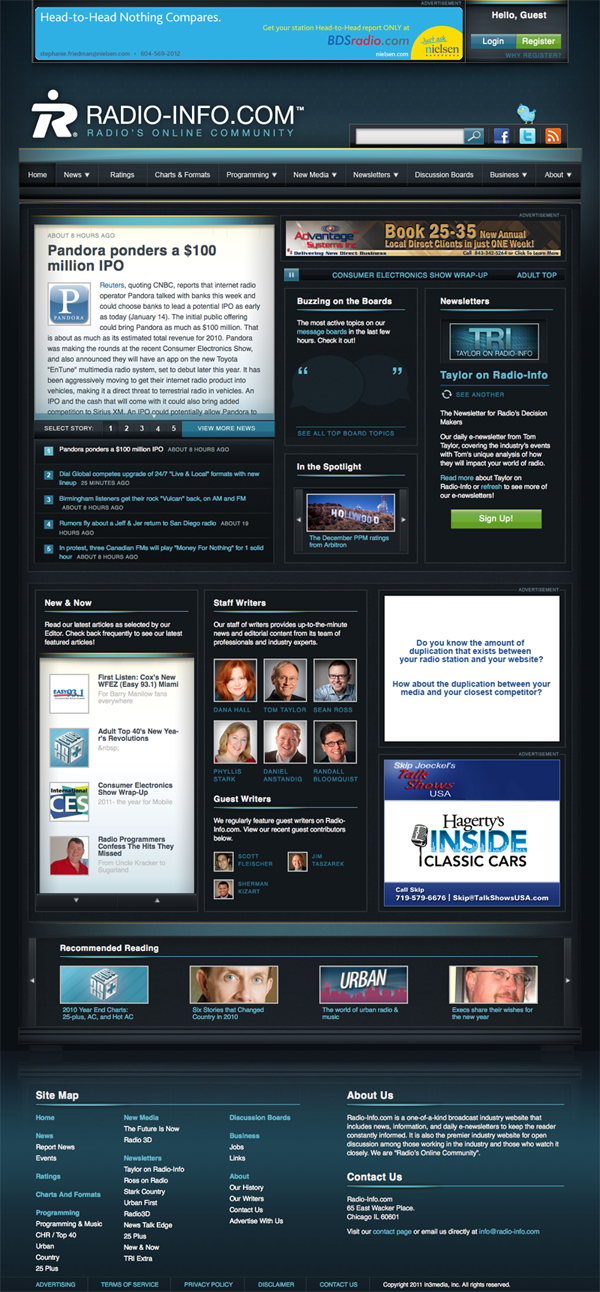 ADVERTISEMENT
Head-to-Head Nothing Compares.
Get your station Head-to-Head report ONLY at
BDSradio.com
just ask
nielsen
stephanie.friedman@nielsen.com • 604-569-2012
nielsen.com
Hello, Guest
Login
Register
WHY REGISTER?
RADIO-INFO.COM™
RADIO'S ONLINE COMMUNITY
Home
News ▼
Ratings
Charts & Formats
Programming ▼
New Media ▼
Newsletters ▼
Discussion Boards
Business ▼
About ▼
ABOUT 8 HOURS AGO
Pandora ponders a $100
million IPO
PANDORA
Reuters, quoting CNBC, reports that internet radio
operator Pandora talked with banks this week and
could choose banks to lead a potential IPO as early
as today (January 14). The initial public offering
could bring Pandora as much as $100 million. That
is about as much as its estimated total revenue for 2010. Pandora
was making the rounds at the recent Consumer Electronics Show,
and also announced they will have an app on the new Toyota
"EnTune" multimedia radio system, set to debut later this year. It has
been aggressively moving to get their internet radio product into
vehicles, making it a direct threat to terrestrial radio in vehicles. An
IPO and the cash that will come with it could also bring added
competition to Sirius XM. An IPO could potentially allow Pandora to
SELECT STORY: 1 2 3 4 5
VIEW MORE NEWS
1 Pandora ponders a $100 million IPO ABOUT 8 HOURS AGO
2 Dial Global competes upgrade of 24/7 "Live & Local" formats with new
lineup 25 MINUTES AGO
3 Birmingham listeners get their rock "Vulcan" back, on AM and FM
ABOUT 8 HOURS AGO
4 Rumors fly about a Jeff & Jer return to San Diego radio ABOUT 19
HOURS AGO
5 In protest, three Canadian FMs will play "Money For Nothing" for 1 solid
hour ABOUT 8 HOURS AGO
ADVERTISEMENT
Advantage
Systems Inc
Delivering New Direct Business
Book 25-35 New Annual
Local Direct Clients in just ONE Week!
Call 843-342-5264 or Click To Learn More
CONSUMER ELECTRONICS SHOW WRAP-UP
ADULT TOP
Buzzing on the Boards
The most active topics on our
message boards in the last few
hours. Check it out!
SEE ALL TOP BOARD TOPICS
In the Spotlight
HOLLYWOOD
The December PPM ratings
from Arbitron
Newsletters
TRI
TAYLOR ON RADIO-INFO
Taylor on Radio-Info
SEE ANOTHER
The Newsletter for Radio's Decision
Makers
Our daily e-newsletter from Tom
Taylor, covering the industry's events
with Tom's unique analysis of how
they will impact your world of radio.
Read more about Taylor on
Radio-Info or refresh to see more of
our e-newsletters!
Sign Up!
New & Now
Read our latest articles as selected by our
Editor. Check back frequently to see our latest
featured articles!
EASY 93.1
First Listen: Cox's New
WFEZ (Easy 93.1) Miami
For Barry Manilow fans
everywhere
Adult Top 40's New Yea-
r's Revolutions
&nbsp;
International
CES
Consumer Electronics
Show Wrap-Up
2011- the year for Mobile
Radio Programmers
Confess The Hits They
Missed
From Uncle Kracker to
Sugarland
Staff Writers
Our staff of writers provides up-to-the-minute
news and editorial content from its team of
professionals and industry experts.
DANA HALL
TOM TAYLOR
SEAN ROSS
PHYLLIS
STARK
DANIEL
ANSTANDIG
RANDALL
BLOOMQUIST
Guest Writers
We regularly feature guest writers on Radio-
Info.com. View our recent guest contributors
below.
SCOTT
FLEISCHER
JIM
TASZAREK
SHERMAN
KIZART
ADVERTISEMENT
Do you know the amount of
duplication that exists between
your radio station and your website?
How about the duplication between your
media and your closest competitor?
ADVERTISEMENT
Skip Joeckel's
Talk
Shows
USA
Hagerty's
INSIDE
CLASSIC CARS
Call Skip
719-579-6676 | Skip@TalkShowsUSA.com
Recommended Reading
2010 Year End Charts:
25-plus, AC, and Hot AC
Six Stories that Changed
Country in 2010
URBAN
The world of urban radio &
music
Execs share their wishes for
the new year
Site Map
Home
News
Report News
Events
Ratings
Charts And Formats
Programming
Programming & Music
CHR / Top 40
Urban
Country
25 Plus
New Media
The Future Is Now
Radio 3D
Newsletters
Taylor on Radio-Info
Ross on Radio
Stark Country
Urban First
Radio3D
News Talk Edge
25 Plus
New & Now
TRI Extra
Discussion Boards
Business
Jobs
Links
About
Our History
Our Writers
Contact Us
Advertise With Us
About Us
Radio-Info.com is a one-of-a-kind broadcast industry website that
includes news, information, and daily e-newsletters to keep the reader
constantly informed. It is also the premier industry website for open
discussion among those working in the industry and those who watch it
closely. We are "Radio's Online Community".
Contact Us
Radio-Info.com
65 East Wacker Place.
Chicago IL 60601
Visit our contact page or email us directly at info@radio-info.com
ADVERTISING
TERMS OF SERVICE
PRIVACY POLICY
DISCLAIMER
CONTACT US
Copyright 2011 In3media, Inc. All rights reserved.